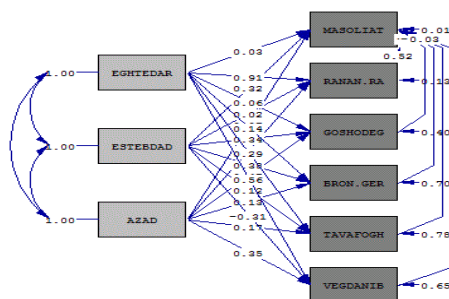 MASOLIAT
0.01
-0.03
0.03
0.52
1.00
EGHTEDAR
0.91
RANAN.RA
0.13
0.32
0.06
0.02
0.14
GOSHODEG
0.40
0.34
1.00
ESTEBDAD
0.29
0.38
0.56
BRON.GER
0.70
0.12
0.13
1.00
AZAD
-0.31
0.17
TAVAFOGH
0.78
0.35
VEGDANIB
0.65